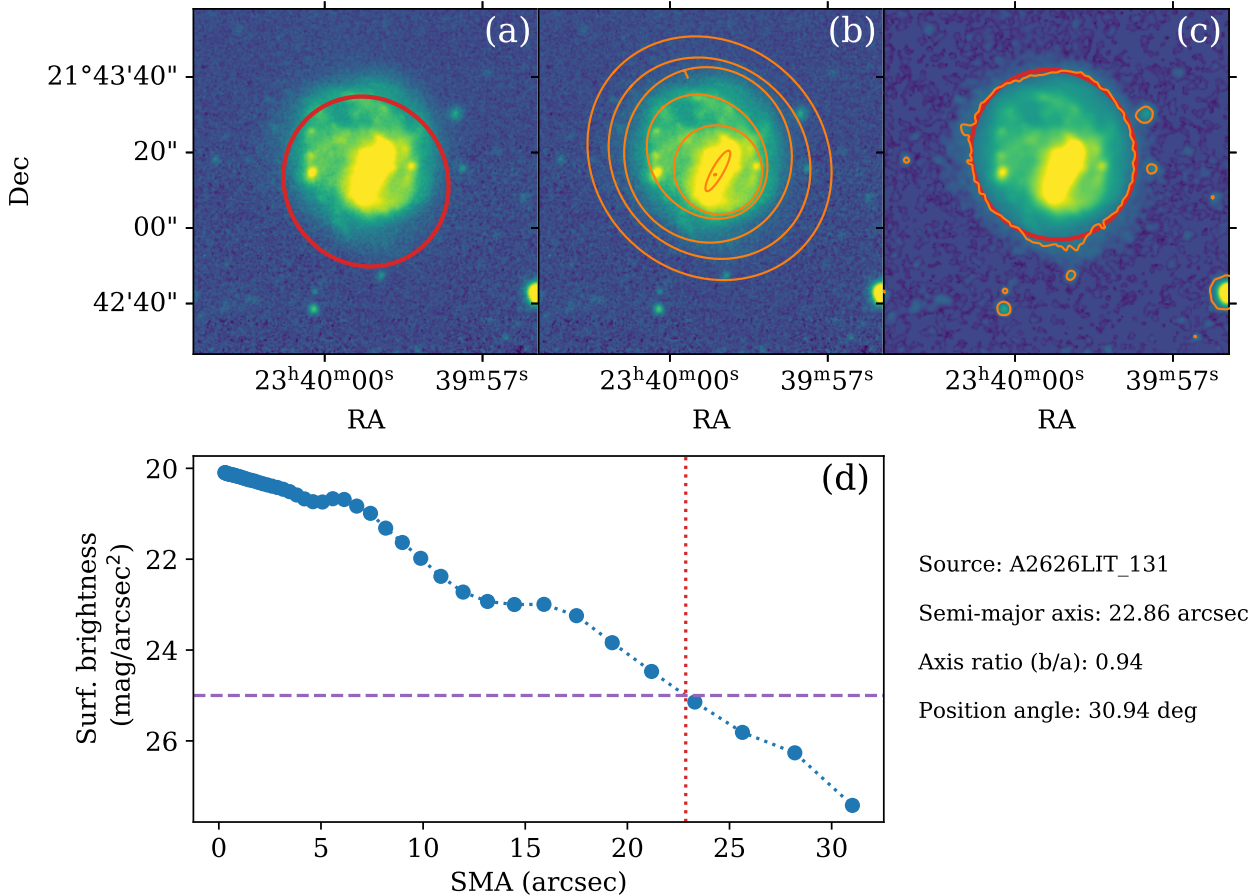 (a) (b) (c)
21°43'40"
20"
00"
42'40"
Dec
23ʰ40ᵐ00ˢ 39ᵐ57ˢ 23ʰ40ᵐ00ˢ 39ᵐ57ˢ 23ʰ40ᵐ00ˢ 39ᵐ57ˢ
RA RA RA
(d)
20
22
24
26
Surf. brightness
(mag/arcsec²)
0 5 10 15 20 25 30
SMA (arcsec)
Source: A2626LIT_131
Semi-major axis: 22.86 arcsec
Axis ratio (b/a): 0.94
Position angle: 30.94 deg